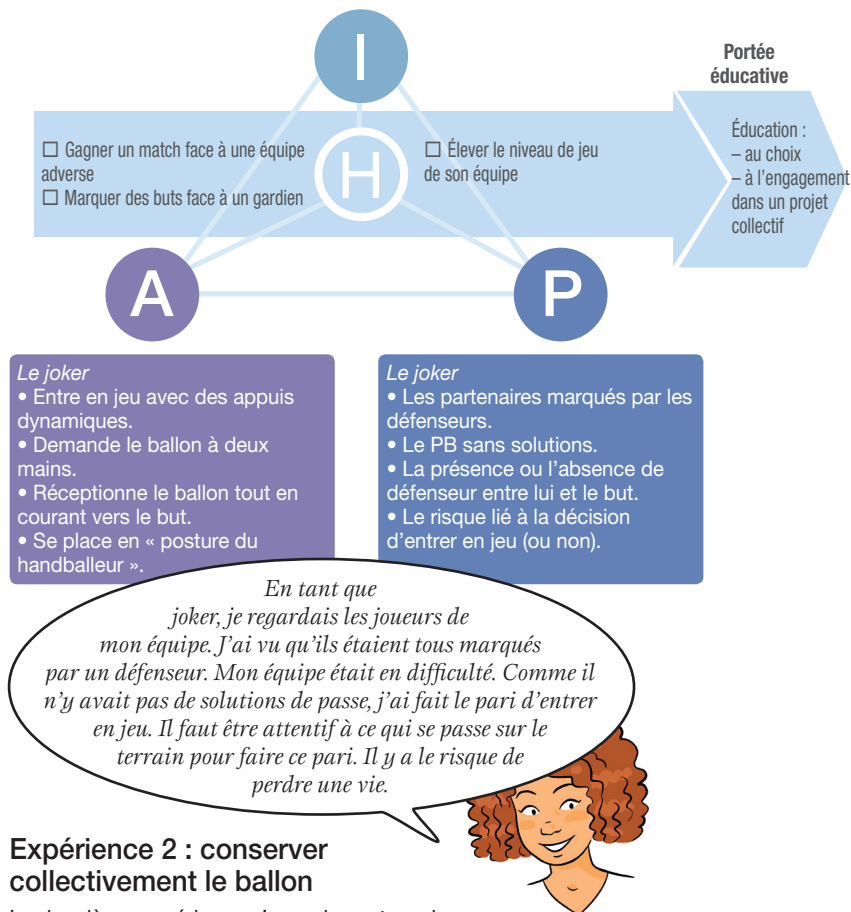 I
Portée
éducative
☐ Gagner un match face à une équipe
adverse
☐ Marquer des buts face à un gardien
H
☐ Élever le niveau de jeu
de son équipe
Éducation :
– au choix
– à l'engagement
dans un projet
collectif
A
P
Le joker
• Entre en jeu avec des appuis
dynamiques.
• Demande le ballon à deux
mains.
• Réceptionne le ballon tout en
courant vers le but.
• Se place en « posture du
handballeur ».
Le joker
• Les partenaires marqués par les
défenseurs.
• Le PB sans solutions.
• La présence ou l'absence de
défenseur entre lui et le but.
• Le risque lié à la décision
d'entrer en jeu (ou non).
En tant que
joker, je regardais les joueurs de
mon équipe. J'ai vu qu'ils étaient tous marqués
par un défenseur. Mon équipe était en difficulté. Comme il
n'y avait pas de solutions de passe, j'ai fait le pari d'entrer
en jeu. Il faut être attentif à ce qui se passe sur le
terrain pour faire ce pari. Il y a le risque de
perdre une vie.
Expérience 2 : conserver
collectivement le ballon